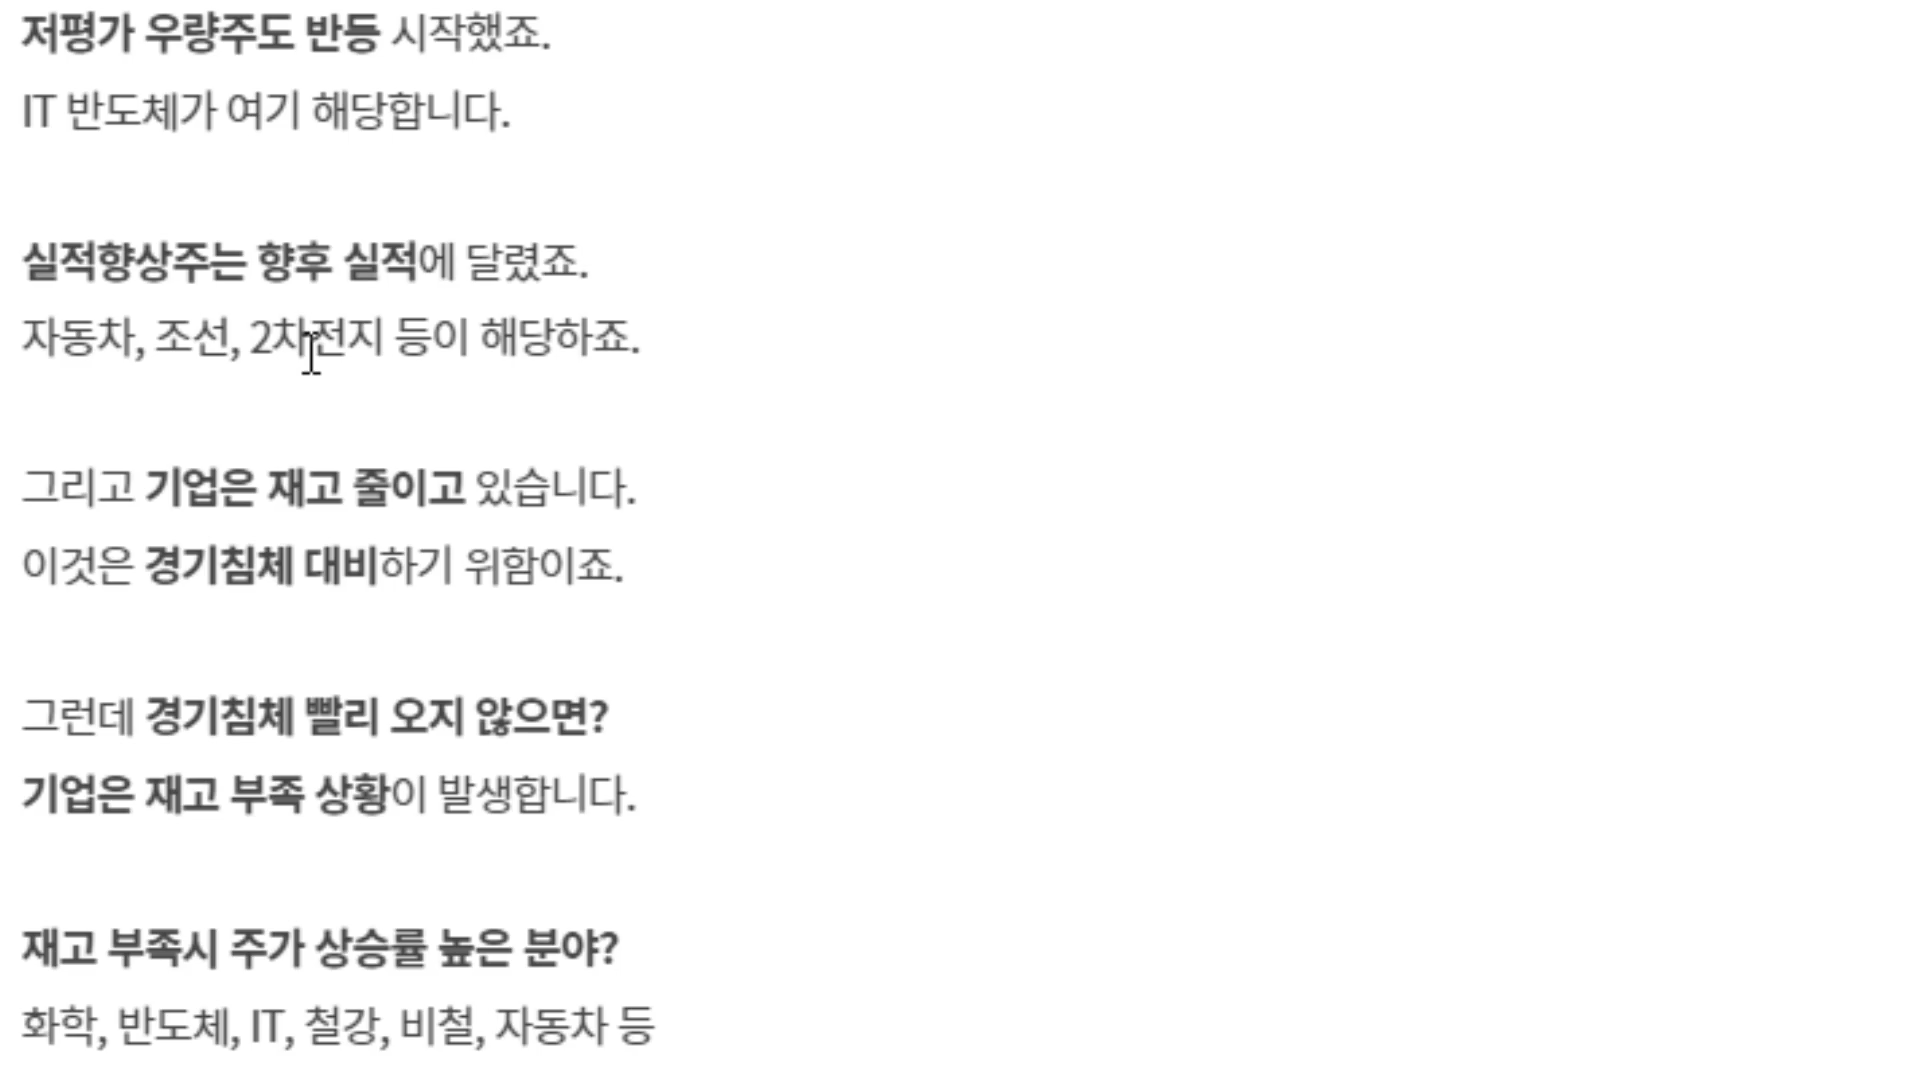 저평가 우량주도 반등 시작했죠.
IT 반도체가 여기 해당합니다.
실적향상주는 향후 실적에 달렸죠.
자동차, 조선, 2차전지 등이 해당하죠.
그리고 기업은 재고 줄이고 있습니다.
이것은 경기침체 대비하기 위함이죠.
그런데 경기침체 빨리 오지 않으면?
기업은 재고 부족 상황이 발생합니다.
재고 부족시 주가 상승률 높은 분야?
화학, 반도체, IT, 철강, 비철, 자동차 등